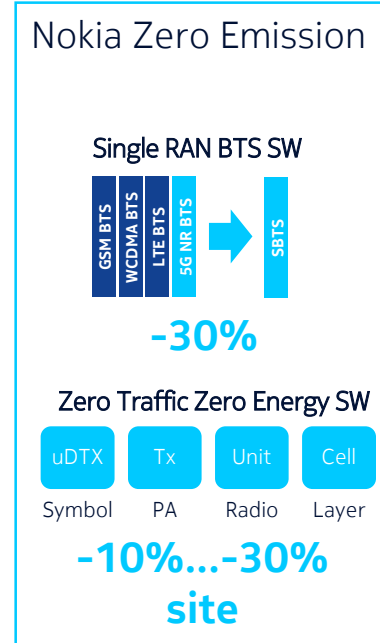 Nokia Zero Emission
Single RAN BTS SW
GSM BTS
WCDMA BTS
LTE BTS
5G NR BTS
SBTS
-30%
Zero Traffic Zero Energy SW
uDTX Tx Unit Cell
Symbol PA Radio Layer
-10%...-30%
site